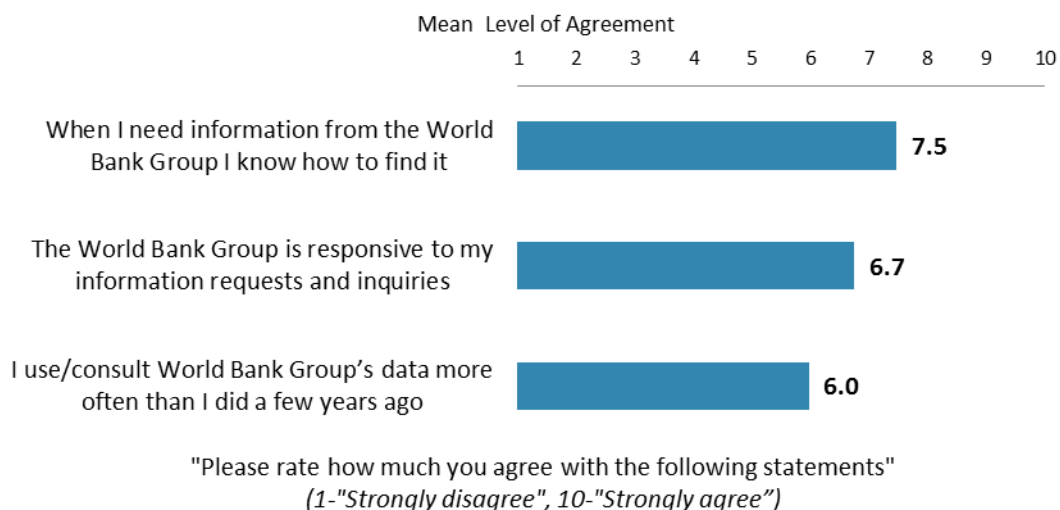 Mean Level of Agreement
1 2 3 4 5 6 7 8 9 10
When I need information from the World
Bank Group I know how to find it
7.5
The World Bank Group is responsive to my
information requests and inquiries
6.7
I use/consult World Bank Group’s data more
often than I did a few years ago
6.0
"Please rate how much you agree with the following statements"
(1-"Strongly disagree", 10-"Strongly agree”)